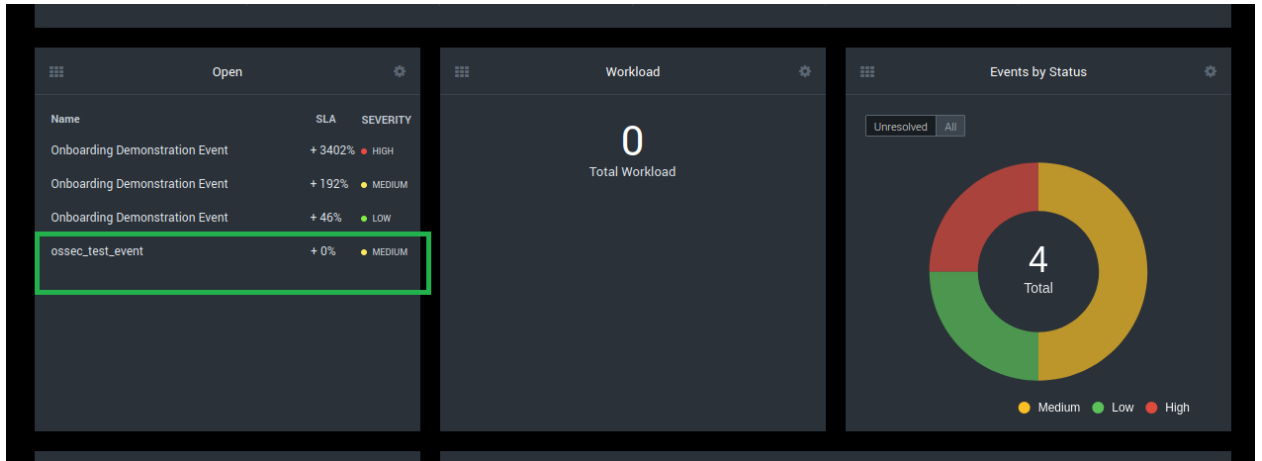 Open
Name SLA SEVERITY
Onboarding Demonstration Event + 3402% HIGH
Onboarding Demonstration Event + 192% MEDIUM
Onboarding Demonstration Event + 46% LOW
ossec_test_event + 0% MEDIUM
Workload
0
Total Workload
Events by Status
Unresolved All
4
Total
Medium Low High